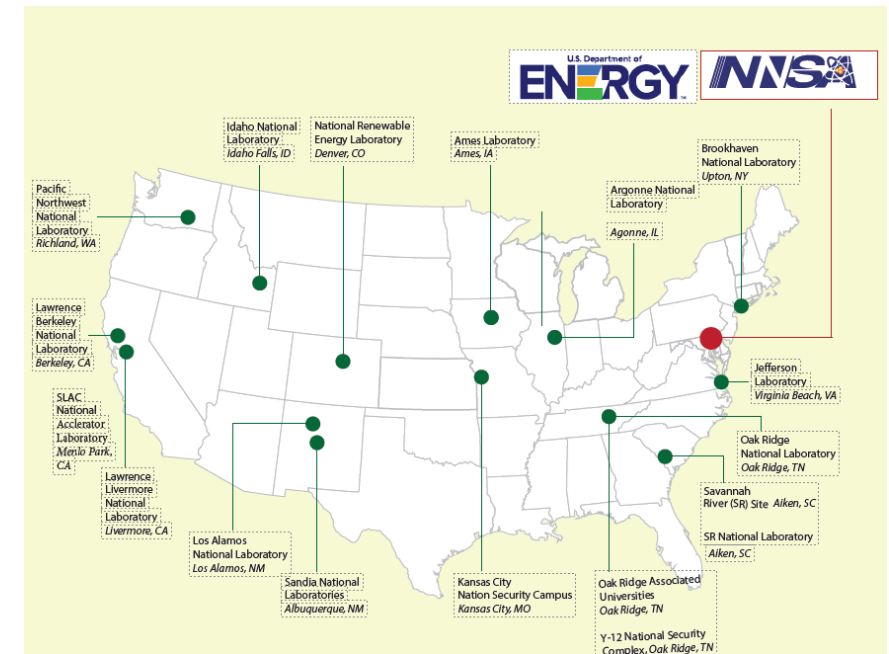 U.S. Department of
ENERGY
NNSA
Idaho National
Laboratory
Idaho Falls, ID
National Renewable
Energy Laboratory
Denver, CO
Ames Laboratory
Ames, IA
Brookhaven
National Laboratory
Upton, NY
Argonne National
Laboratory
Agonne, IL
Pacific
Northwest
National
Laboratory
Richland, WA
Lawrence
Berkeley
National
Laboratory
Berkeley, CA
SLAC
National
Acclerator
Laboratory
Menlo Park,
CA
Lawrence
Livermore
National
Laboratory
Livermore, CA
Los Alamos
National Laboratory
Los Alamos, NM
Sandia National
Laboratories
Albuquerque, NM
Kansas City
Nation Security Campus
Kansas City, MO
Oak Ridge Associated
Universities
Oak Ridge, TN
Y-12 National Security
Complex, Oak Ridge, TN
Jefferson
Laboratory
Virginia Beach, VA
Oak Ridge
National Laboratory
Oak Ridge, TN
Savannah
River (SR) Site Aiken, SC
SR National Laboratory
Aiken, SC